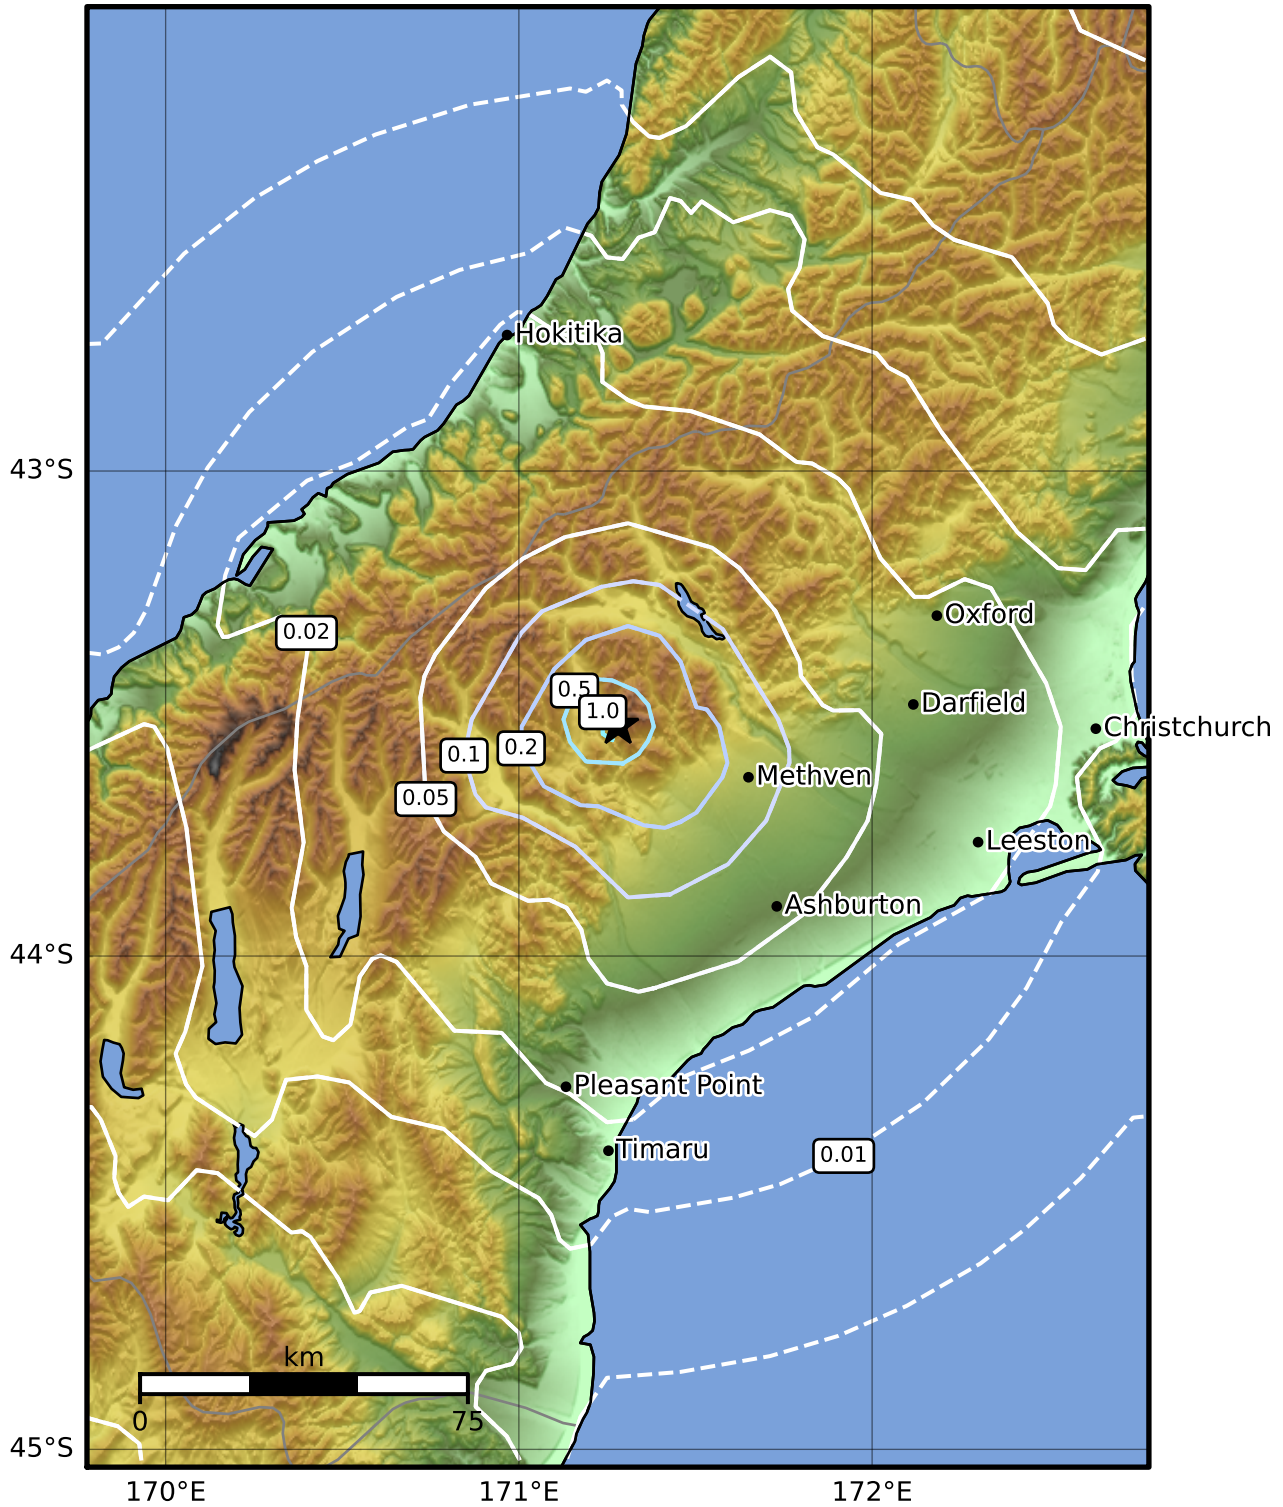 Hokitika
43°S
Oxford
0.02
0.5
Darfield
1.0
Christchurch
0.2
0.1
Methven
0.05
Leeston
Ashburton
44°S
Pleasant Point
Timaru
0.01
km
0
75
45°S
170°E
171°E
172°E